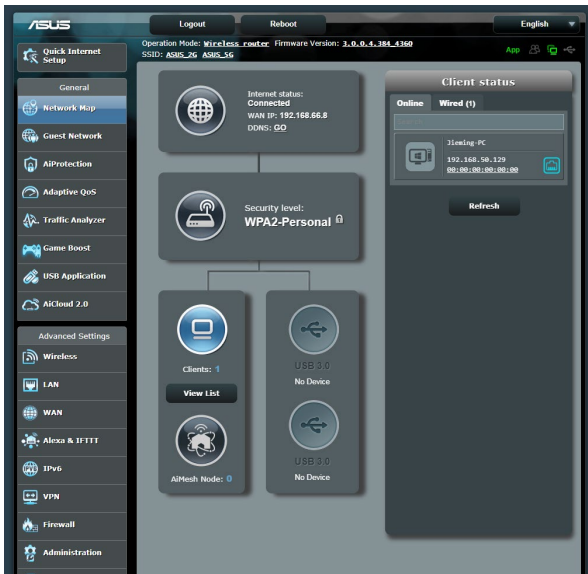 ASUS
Logout
Reboot
English
Operation Mode: Wireless router Firmware Version: 3.0.0.4.384_4360
SSID: ASUS_2G ASUS_5G
App
Quick Internet
Setup
General
Network Map
Guest Network
AiProtection
Adaptive QoS
Traffic Analyzer
Game Boost
USB Application
AiCloud 2.0
Advanced Settings
Wireless
LAN
WAN
Alexa & IFTTT
IPv6
VPN
Firewall
Administration
Internet status:
Connected
WAN IP: 192.168.66.8
DDNS: GO
Security level:
WPA2-Personal
Clients: 1
View List
AiMesh Node: 0
USB 3.0
No Device
USB 3.0
No Device
Client status
Online
Wired (1)
Jieming-PC
192.168.50.129
00:00:00:00:00:00
Refresh